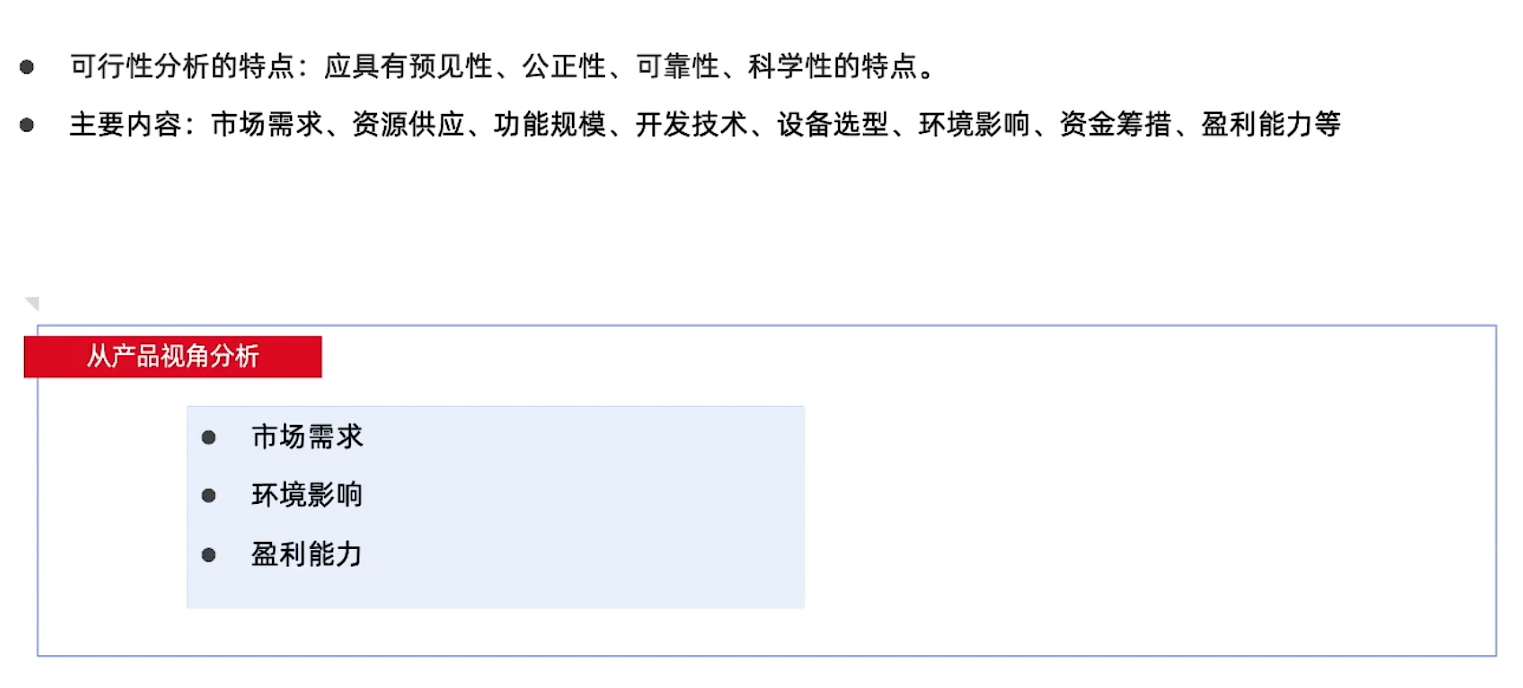 可行性分析的特点：应具有预见性、公正性、可靠性、科学性的特点。
主要内容：市场需求、资源供应、功能规模、开发技术、设备选型、环境影响、资金筹措、盈利能力等
从产品视角分析
市场需求
环境影响
盈利能力